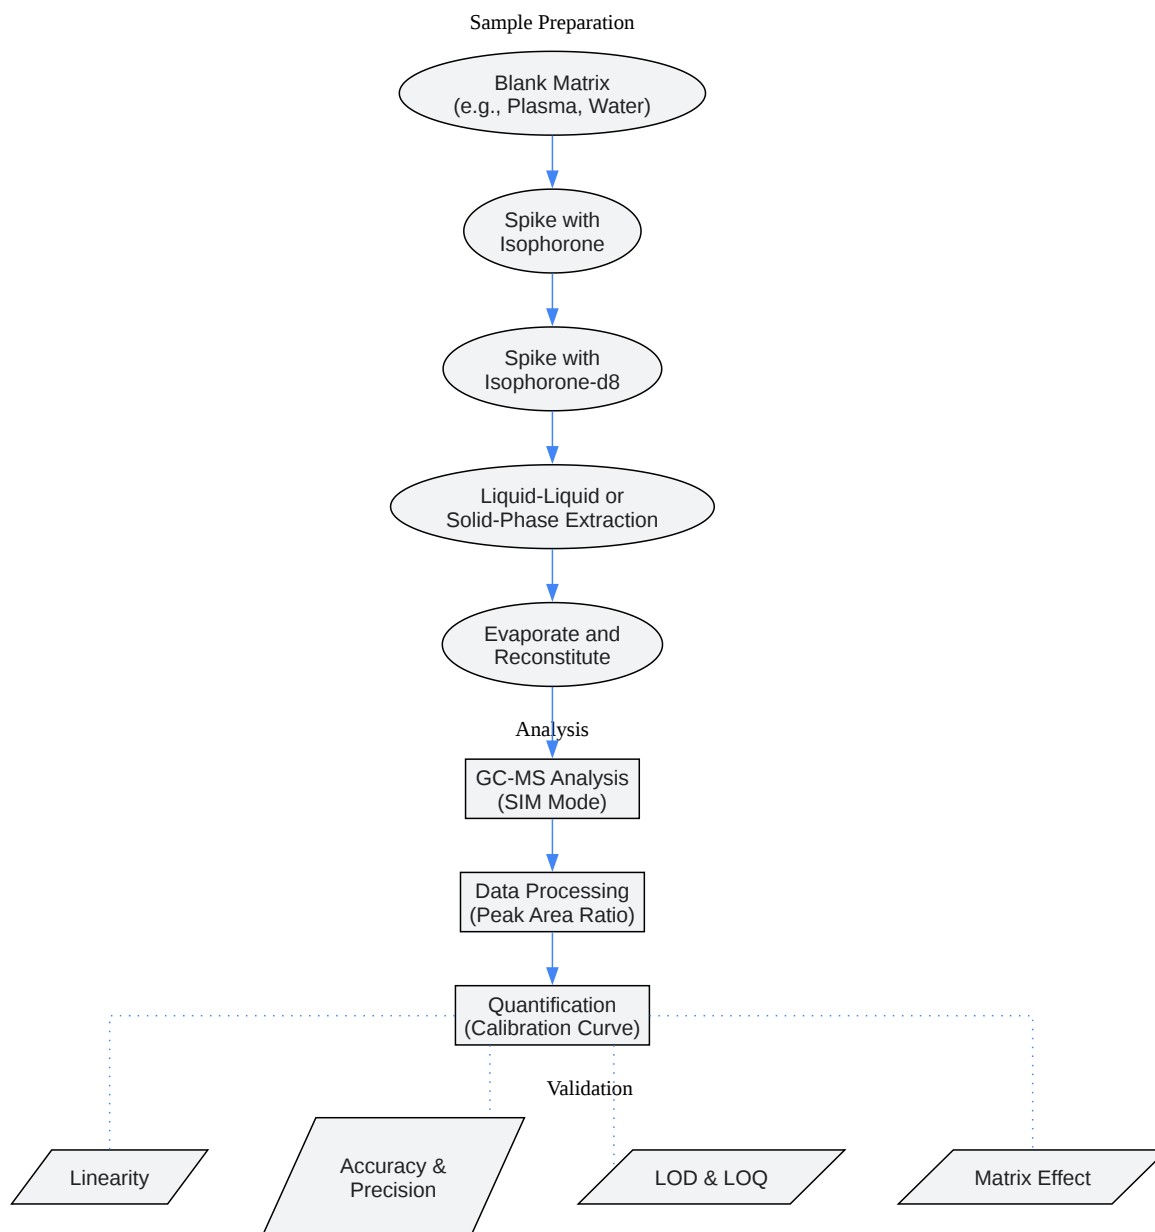 Sample Preparation
Blank Matrix
(e.g., Plasma, Water)
Spike with
Isophorone
Spike with
Isophorone-d8
Liquid-Liquid or
Solid-Phase Extraction
Evaporate and
Reconstitute
Analysis
GC-MS Analysis
(SIM Mode)
Data Processing
(Peak Area Ratio)
Quantification
(Calibration Curve)
Validation
Linearity
Accuracy &
Precision
LOD & LOQ
Matrix Effect